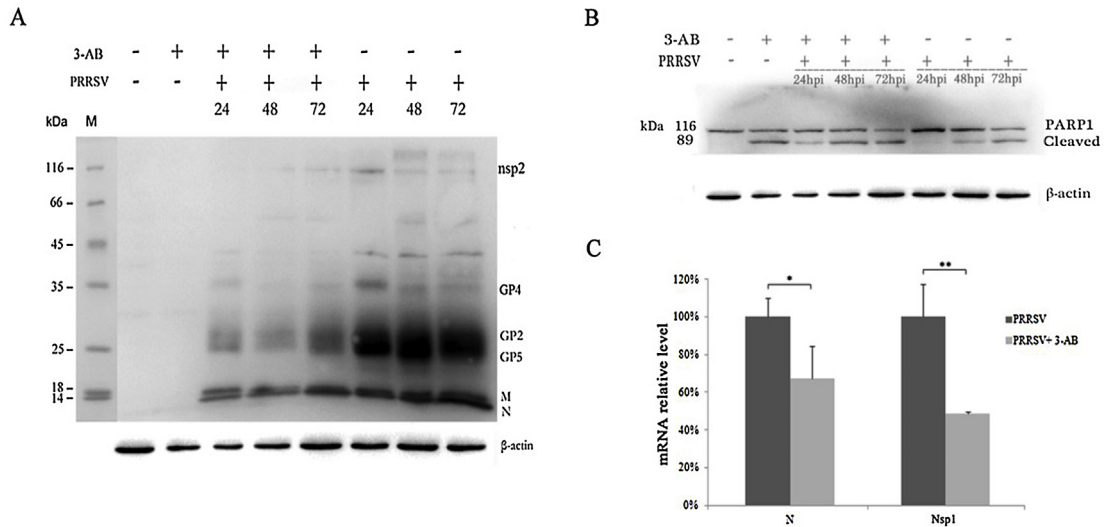 A
3-AB - + + + + - - -
PRRSV - - + + + + + +
24 48 72 24 48 72
kDa M
116
66
45
35
25
18
14
nsp2
GP4
GP2
GP5
M
N
β-actin
B
3-AB - + + + + - - -
PRRSV - - + + + + + +
24hpi 48hpi 72hpi 24hpi 48hpi 72hpi
kDa 116 PARP1
89 Cleaved
β-actin
C
mRNA relative level
120%
100%
80%
60%
40%
20%
0%
* **
N Nsp1
PRRSV
PRRSV+ 3-AB